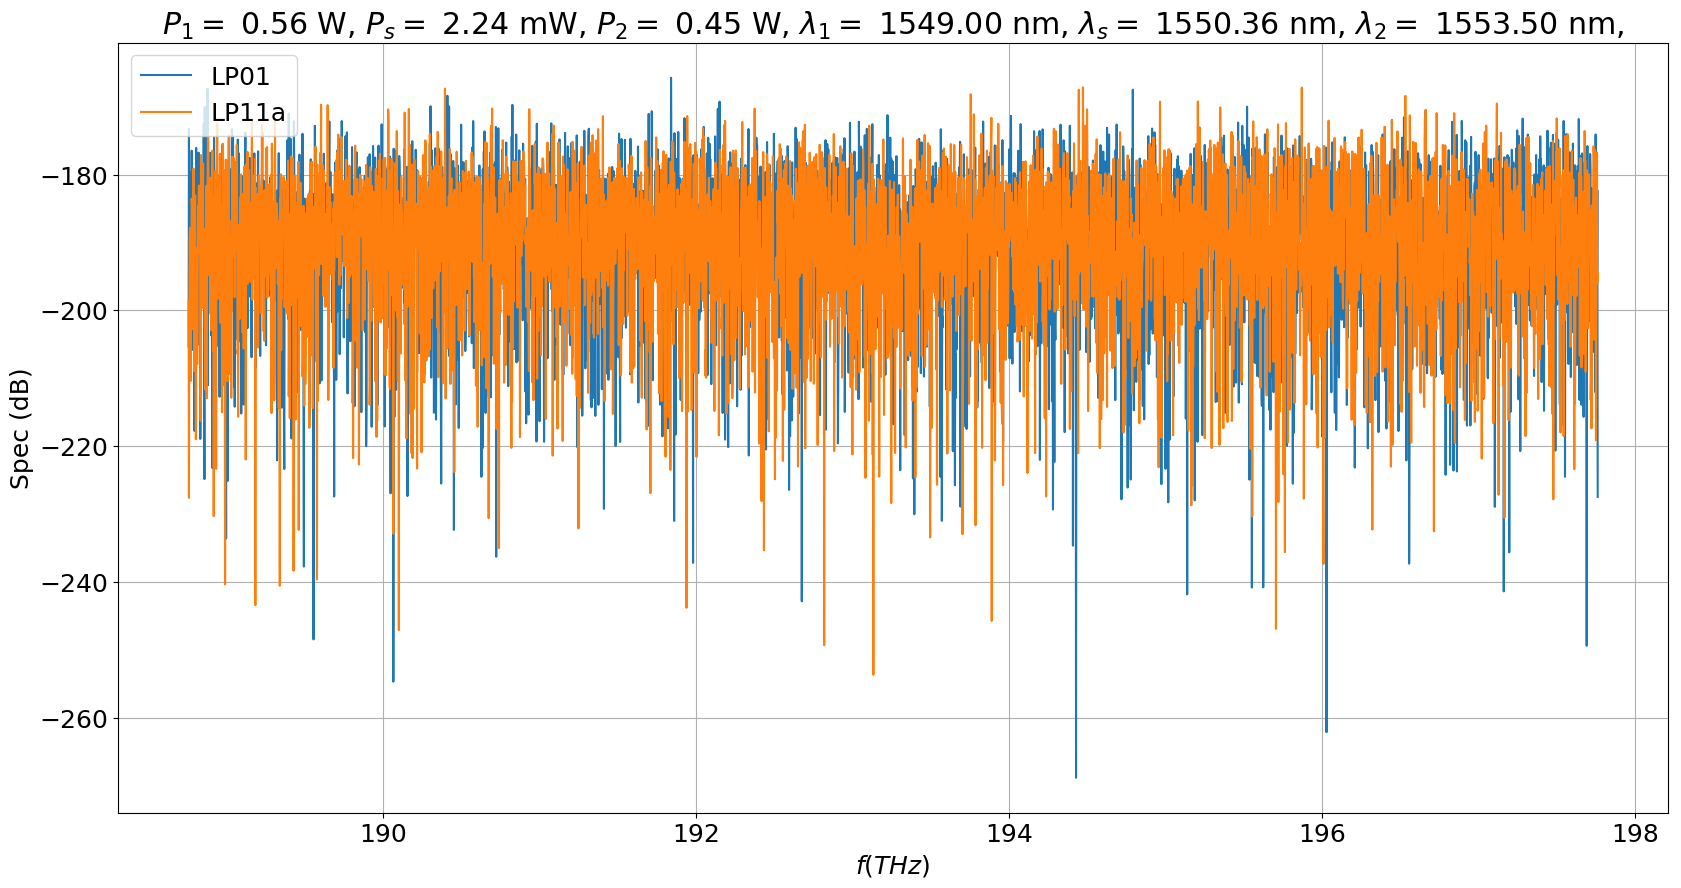 P₁ = 0.56 W, Pₛ = 2.24 mW, P₂ = 0.45 W, λ₁ = 1549.00 nm, λₛ = 1550.36 nm, λ₂ = 1553.50 nm,
LP01
LP11a
Spec (dB)
−180
−200
−220
−240
−260
190 192 194 196 198
f(THz)